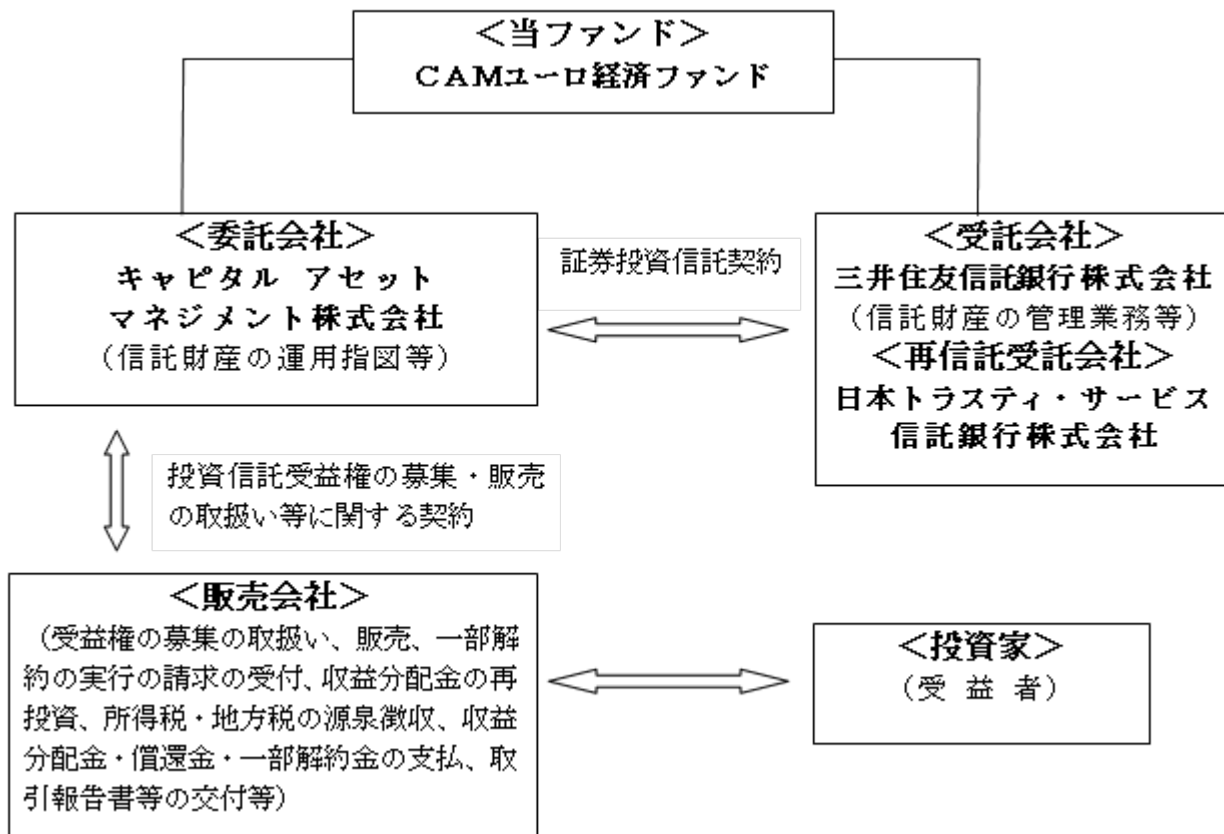 ＜当ファンド＞
ＣＡＭユーロ経済ファンド
＜委託会社＞
キャピタル アセット
マネジメント株式会社
（信託財産の運用指図等）
証券投資信託契約
＜受託会社＞
三井住友信託銀行株式会社
（信託財産の管理業務等）
＜再信託受託会社＞
日本トラスティ・サービス
信託銀行株式会社
投資信託受益権の募集・販売
の取扱い等に関する契約
＜販売会社＞
（受益権の募集の取扱い、販売、一部解
約の実行の請求の受付、収益分配金の再
投資、所得税・地方税の源泉徴収、収益
分配金・償還金・一部解約金の支払、取
引報告書等の交付等）
＜投資家＞
（受 益 者）